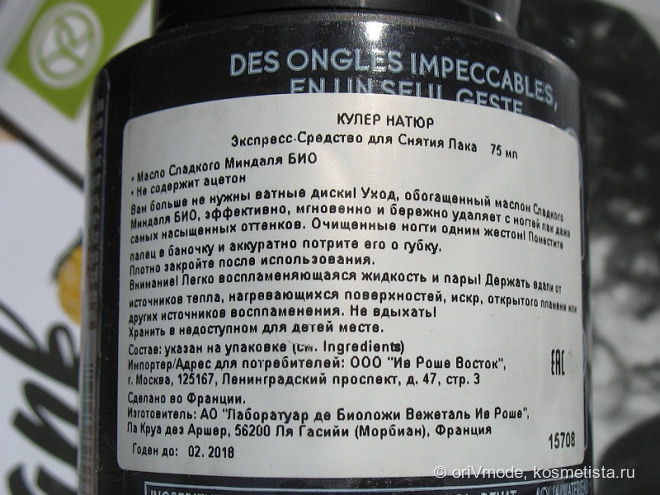 DES ONGLES IMPECCABLES,
EN UN SEUL GESTE
КУЛЕР НАТЮР
Экспресс-Средство для Снятия Лака 75 мл
• Масло Сладкого Миндаля БИО
• Не содержит ацетон
Вам больше не нужны ватные диски! Уход, обогащенный маслом Сладкого
Миндаля БИО, эффективно, мгновенно и бережно удаляет с ногтей лак даже
самых насыщенных оттенков. Очищенные ногти одним жестом! Поместите
палец в баночку и аккуратно потрите его о губку.
Плотно закройте после использования.
Внимание! Легко воспламеняющаяся жидкость и пары! Держать вдали от
источников тепла, нагревающихся поверхностей, искр, открытого пламени или
других источников воспламенения. Не вдыхать!
Хранить в недоступном для детей месте.
Состав: указан на упаковке (см. Ingredients)
Импортер/Адрес для потребителей: ООО "Ив Роше Восток",
г. Москва, 125167, Ленинградский проспект, д. 47, стр. 3
EAC
Сделано во Франции.
Изготовитель: АО "Лаборатуар де Биоложи Вежеталь Ив Роше",
Ла Круа дез Аршер, 56200 Ля Гасийи (Морбиан), Франция
15708
Годен до: 02. 2018
© oriVmode, kosmetista.ru